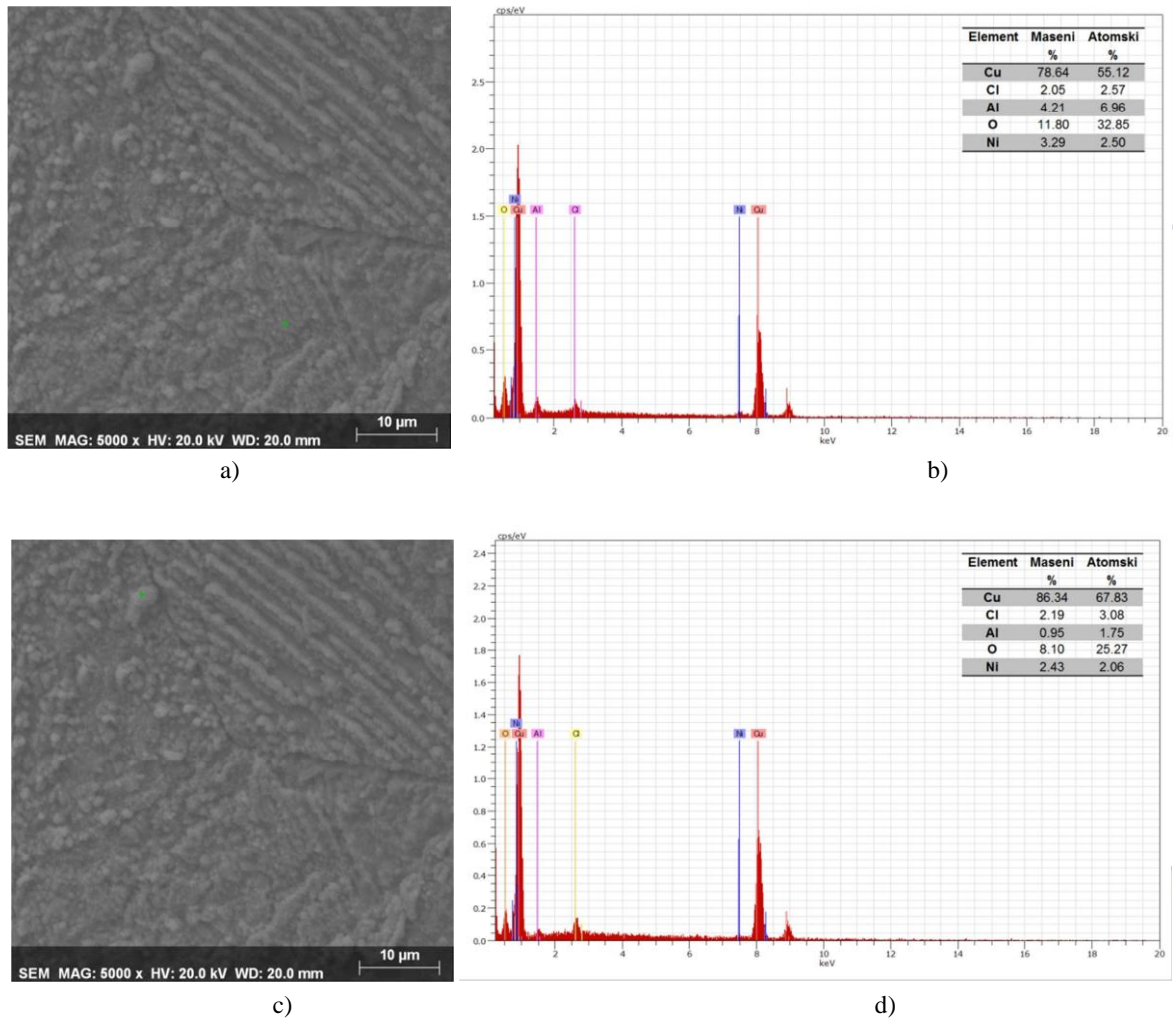 SEM MAG: 5000 x HV: 20.0 kV WD: 20.0 mm
10 µm
a)
cps/eV
2.5
2.0
1.5
1.0
0.5
0.0
2 4 6 8 10 12 14 16 18 20
keV
O Ni Cu Al Cl Ni Cu
Element Maseni Atomski
% %
Cu 78.64 55.12
Cl 2.05 2.57
Al 4.21 6.96
O 11.80 32.85
Ni 3.29 2.50
b)
SEM MAG: 5000 x HV: 20.0 kV WD: 20.0 mm
10 µm
c)
cps/eV
2.4
2.2
2.0
1.8
1.6
1.4
1.2
1.0
0.8
0.6
0.4
0.2
0.0
2 4 6 8 10 12 14 16 18 20
keV
O Ni Cu Al Cl Ni Cu
Element Maseni Atomski
% %
Cu 86.34 67.83
Cl 2.19 3.08
Al 0.95 1.75
O 8.10 25.27
Ni 2.43 2.06
d)